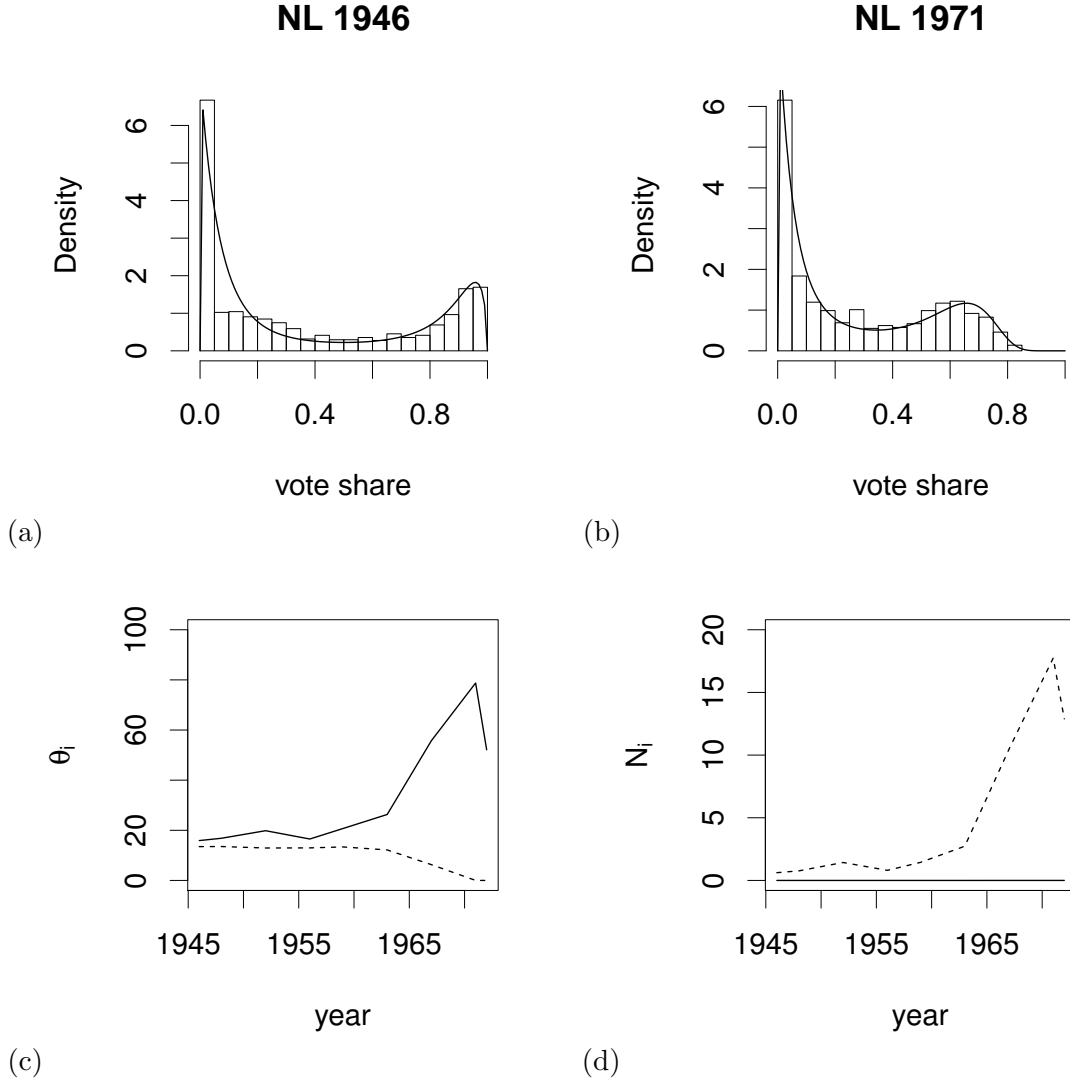 NL 1946
NL 1971
Density
0 2 4 6
0.0 0.4 0.8
vote share
Density
0 2 4 6
0.0 0.4 0.8
vote share
(a)
(b)
θi
0 20 60 100
1945 1955 1965
year
Ni
0 5 10 15 20
1945 1955 1965
year
(c)
(d)